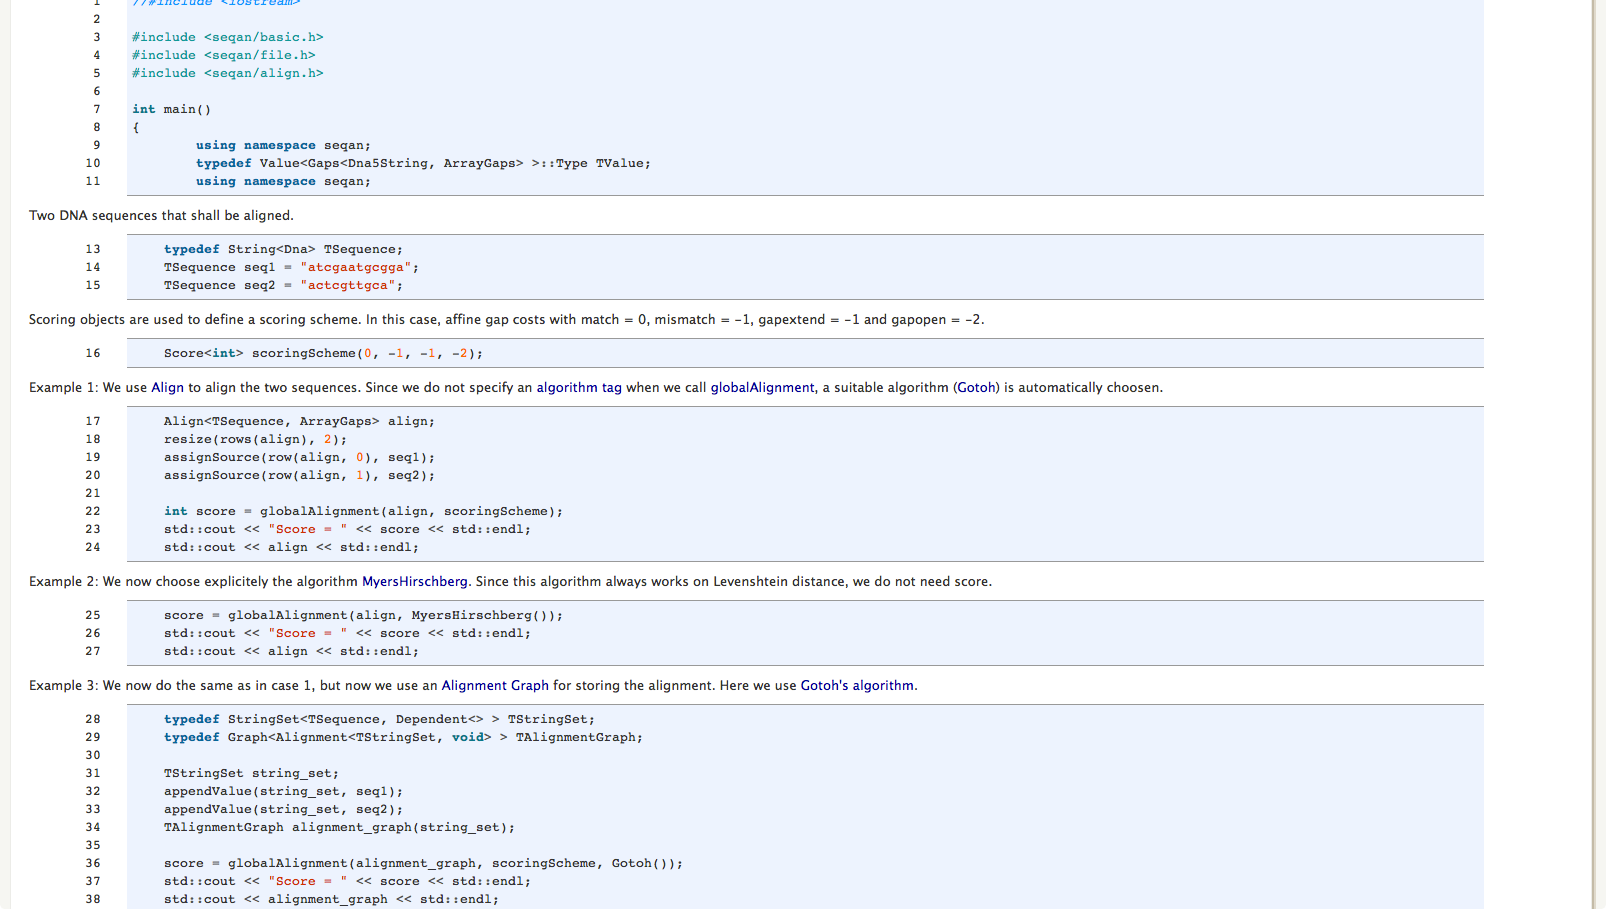 1 //#include <iostream>
2
3 #include <seqan/basic.h>
4 #include <seqan/file.h>
5 #include <seqan/align.h>
6
7 int main()
8 {
9 using namespace seqan;
10 typedef Value<Gaps<Dna5String, ArrayGaps> >::Type TValue;
11 using namespace seqan;
Two DNA sequences that shall be aligned.
13 typedef String<Dna> TSequence;
14 TSequence seq1 = "atcgaatgcgga";
15 TSequence seq2 = "actcgttgca";
Scoring objects are used to define a scoring scheme. In this case, affine gap costs with match = 0, mismatch = -1, gapextend = -1 and gapopen = -2.
16 Score<int> scoringScheme(0, -1, -1, -2);
Example 1: We use Align to align the two sequences. Since we do not specify an algorithm tag when we call globalAlignment, a suitable algorithm (Gotoh) is automatically choosen.
17 Align<TSequence, ArrayGaps> align;
18 resize(rows(align), 2);
19 assignSource(row(align, 0), seq1);
20 assignSource(row(align, 1), seq2);
21
22 int score = globalAlignment(align, scoringScheme);
23 std::cout << "Score = " << score << std::endl;
24 std::cout << align << std::endl;
Example 2: We now choose explicitely the algorithm MyersHirschberg. Since this algorithm always works on Levenshtein distance, we do not need score.
25 score = globalAlignment(align, MyersHirschberg());
26 std::cout << "Score = " << score << std::endl;
27 std::cout << align << std::endl;
Example 3: We now do the same as in case 1, but now we use an Alignment Graph for storing the alignment. Here we use Gotoh's algorithm.
28 typedef StringSet<TSequence, Dependent<> > TStringSet;
29 typedef Graph<Alignment<TStringSet, void> > TAlignmentGraph;
30
31 TStringSet string_set;
32 appendValue(string_set, seq1);
33 appendValue(string_set, seq2);
34 TAlignmentGraph alignment_graph(string_set);
35
36 score = globalAlignment(alignment_graph, scoringScheme, Gotoh());
37 std::cout << "Score = " << score << std::endl;
38 std::cout << alignment_graph << std::endl;